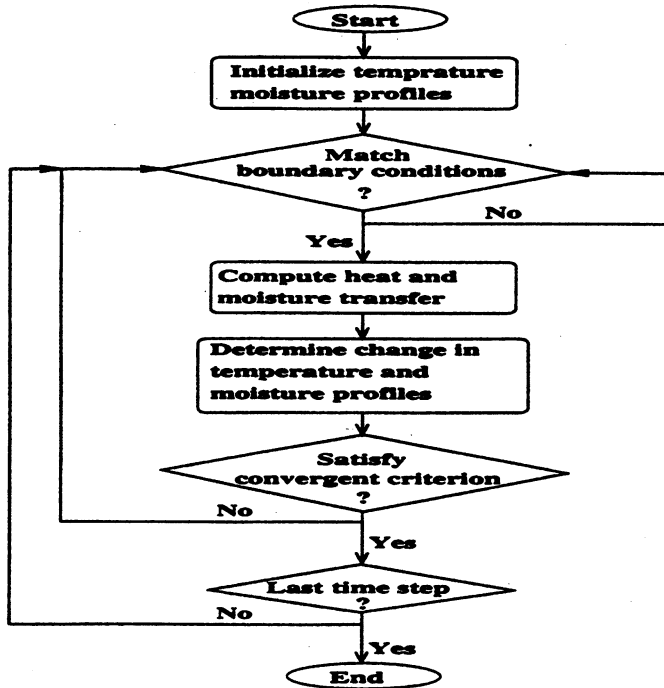 Start
Initialize temprature
moisture profiles
Match
boundary conditions
?
No
Yes
Compute heat and
moisture transfer
Determine change in
temperature and
moisture profiles
Satisfy
convergent criterion
?
No
Yes
Last time step
?
No
Yes
End